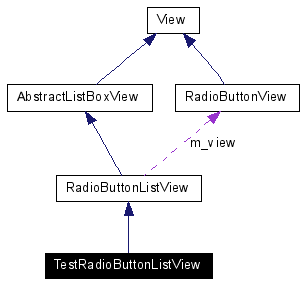 View
AbstractListBoxView
RadioButtonView
m_view
RadioButtonListView
TestRadioButtonListView